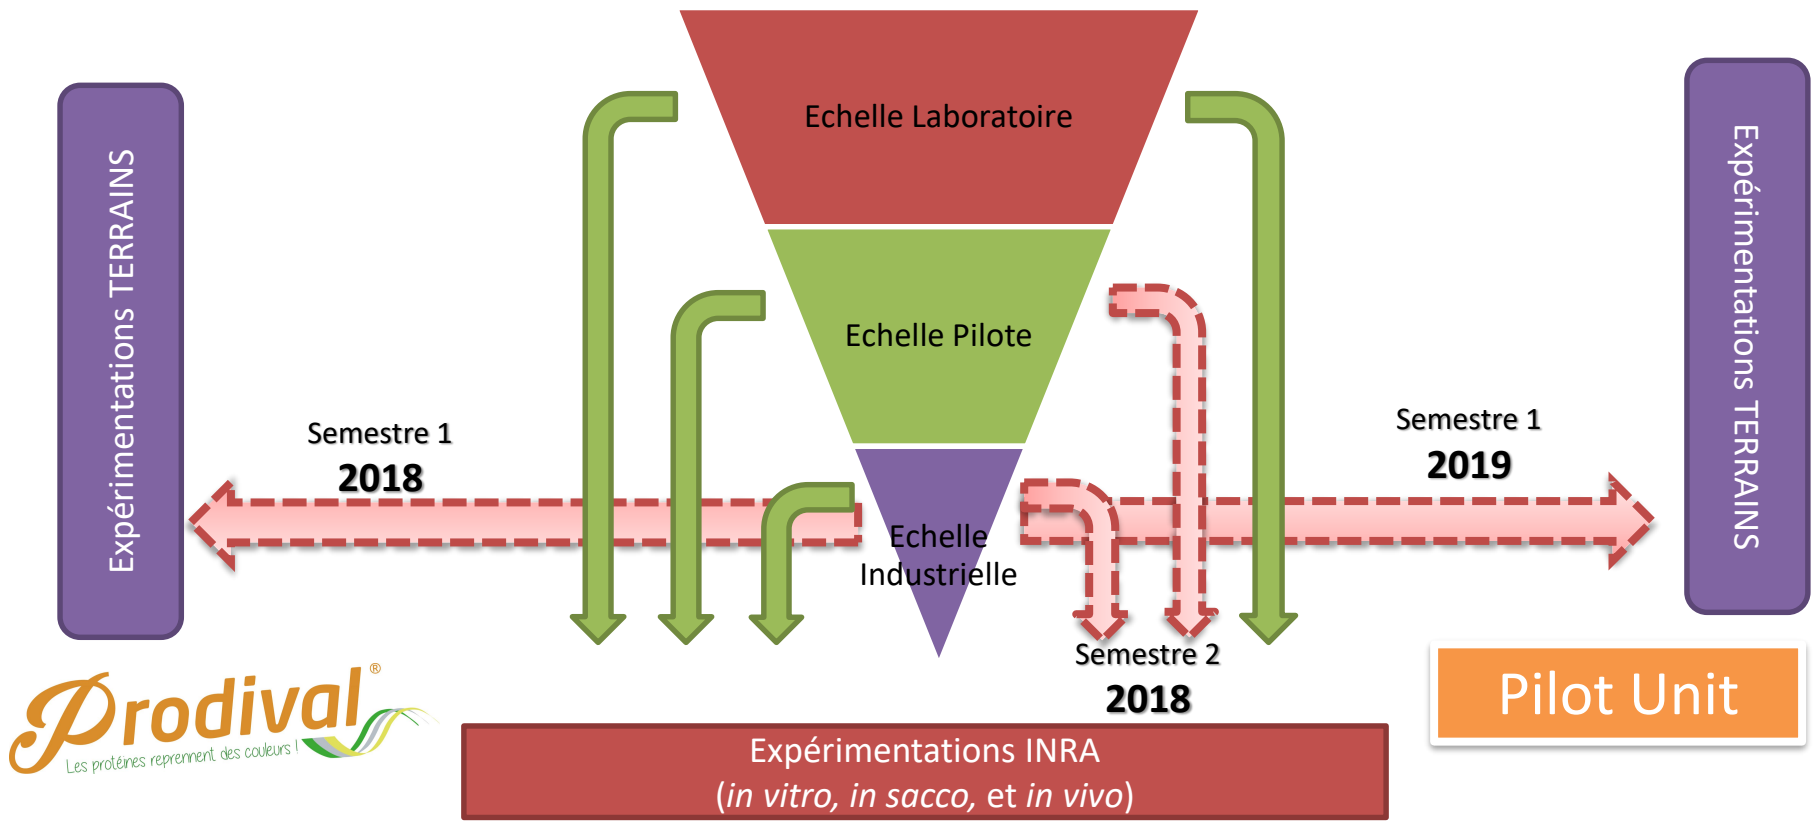 Echelle Laboratoire
Expérimentations TERRAINS
Expérimentations TERRAINS
Echelle Pilote
Semestre 1
2018
Semestre 1
2019
Echelle
Industrielle
Semestre 2
2018
Prodival®
Les protéines reprennent des couleurs !
Pilot Unit
Expérimentations INRA
(in vitro, in sacco, et in vivo)